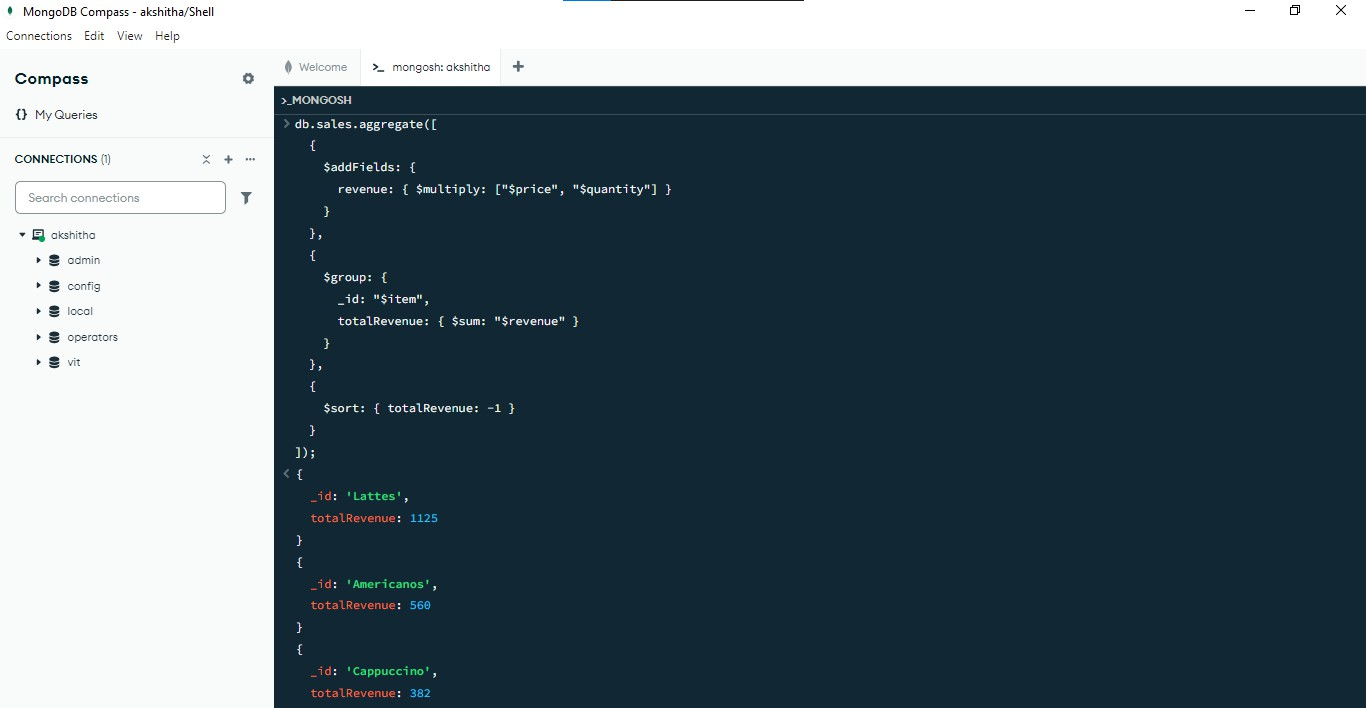 MongoDB Compass - akshitha/Shell
Connections Edit View Help
Compass
{} My Queries
CONNECTIONS (1)
Search connections
akshitha
admin
config
local
operators
vit
Welcome
>_ mongosh: akshitha
>_MONGOSH
> db.sales.aggregate([
{
$addFields: {
revenue: { $multiply: ["$price", "$quantity"] }
}
},
{
$group: {
_id: "$item",
totalRevenue: { $sum: "$revenue" }
}
},
{
$sort: { totalRevenue: -1 }
}
]);
< {
_id: 'Lattes',
totalRevenue: 1125
}
{
_id: 'Americanos',
totalRevenue: 560
}
{
_id: 'Cappuccino',
totalRevenue: 382